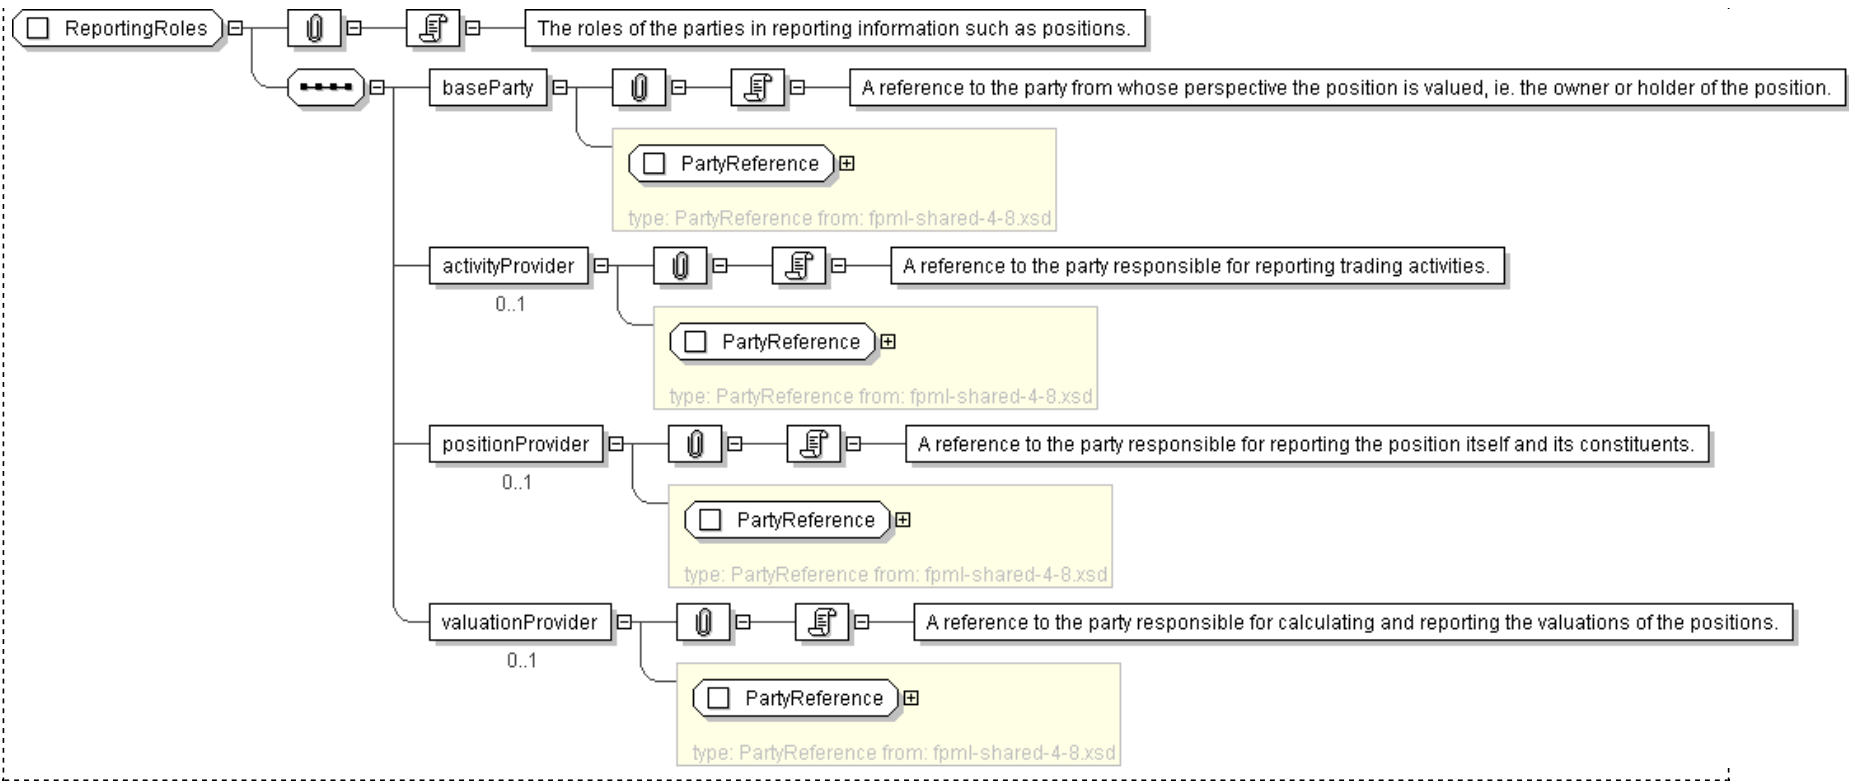 ReportingRoles
The roles of the parties in reporting information such as positions.
baseParty
A reference to the party from whose perspective the position is valued, ie. the owner or holder of the position.
PartyReference
type: PartyReference from: fpml-shared-4-8.xsd
activityProvider
A reference to the party responsible for reporting trading activities.
0..1
PartyReference
type: PartyReference from: fpml-shared-4-8.xsd
positionProvider
A reference to the party responsible for reporting the position itself and its constituents.
0..1
PartyReference
type: PartyReference from: fpml-shared-4-8.xsd
valuationProvider
A reference to the party responsible for calculating and reporting the valuations of the positions.
0..1
PartyReference
type: PartyReference from: fpml-shared-4-8.xsd